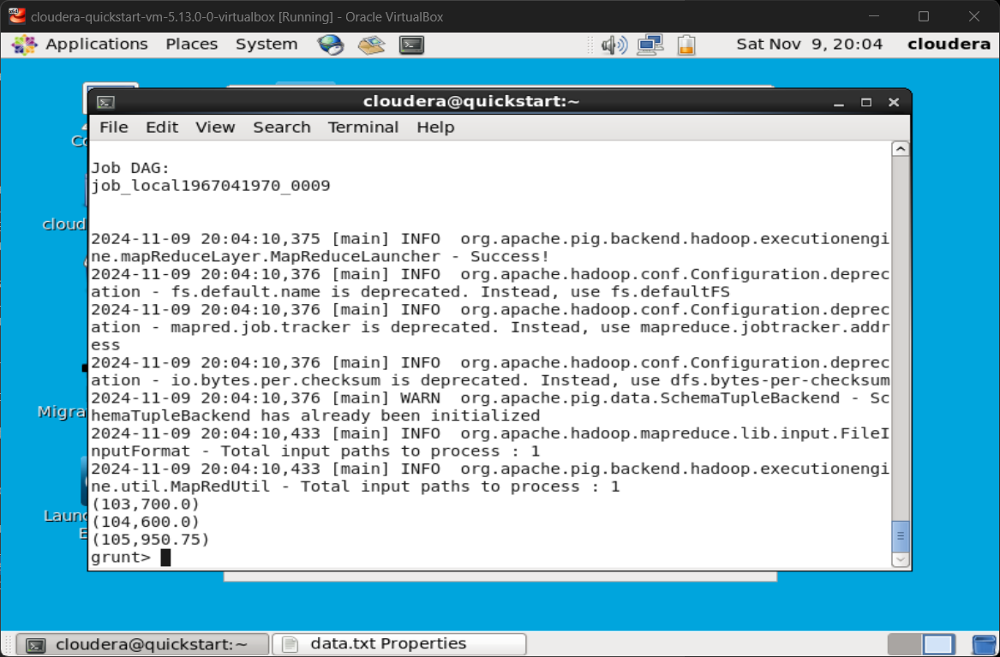 cloudera-quickstart-vm-5.13.0-0-virtualbox [Running] - Oracle VirtualBox
Applications Places System Sat Nov 9, 20:04 cloudera
cloudera@quickstart:~
File Edit View Search Terminal Help
Job DAG:
job_local1967041970_0009
2024-11-09 20:04:10,375 [main] INFO  org.apache.pig.backend.hadoop.executionengi
ne.mapReduceLayer.MapReduceLauncher - Success!
2024-11-09 20:04:10,376 [main] INFO  org.apache.hadoop.conf.Configuration.deprec
ation - fs.default.name is deprecated. Instead, use fs.defaultFS
2024-11-09 20:04:10,376 [main] INFO  org.apache.hadoop.conf.Configuration.deprec
ation - mapred.job.tracker is deprecated. Instead, use mapreduce.jobtracker.addr
ess
2024-11-09 20:04:10,376 [main] INFO  org.apache.hadoop.conf.Configuration.deprec
ation - io.bytes.per.checksum is deprecated. Instead, use dfs.bytes-per-checksum
2024-11-09 20:04:10,376 [main] WARN  org.apache.pig.data.SchemaTupleBackend - Sc
hemaTupleBackend has already been initialized
2024-11-09 20:04:10,433 [main] INFO  org.apache.hadoop.mapreduce.lib.input.FileI
nputFormat - Total input paths to process : 1
2024-11-09 20:04:10,433 [main] INFO  org.apache.pig.backend.hadoop.executionengi
ne.util.MapRedUtil - Total input paths to process : 1
(103,700.0)
(104,600.0)
(105,950.75)
grunt>
cloud
Migra
Laun
E
cloudera@quickstart:~ data.txt Properties